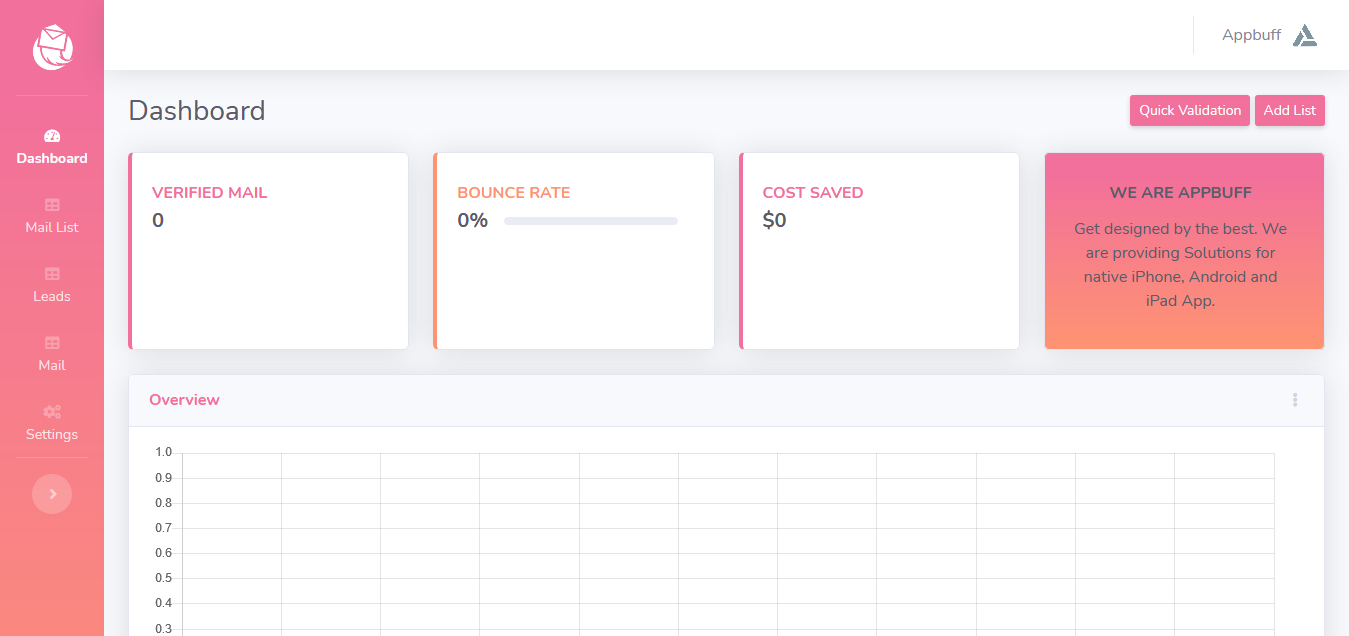 Appbuff
Dashboard
Mail List
Leads
Mail
Settings
Dashboard
Quick Validation
Add List
VERIFIED MAIL
0
BOUNCE RATE
0%
COST SAVED
$0
WE ARE APPBUFF
Get designed by the best. We
are providing Solutions for
native iPhone, Android and
iPad App.
Overview
1.0
0.9
0.8
0.7
0.6
0.5
0.4
0.3